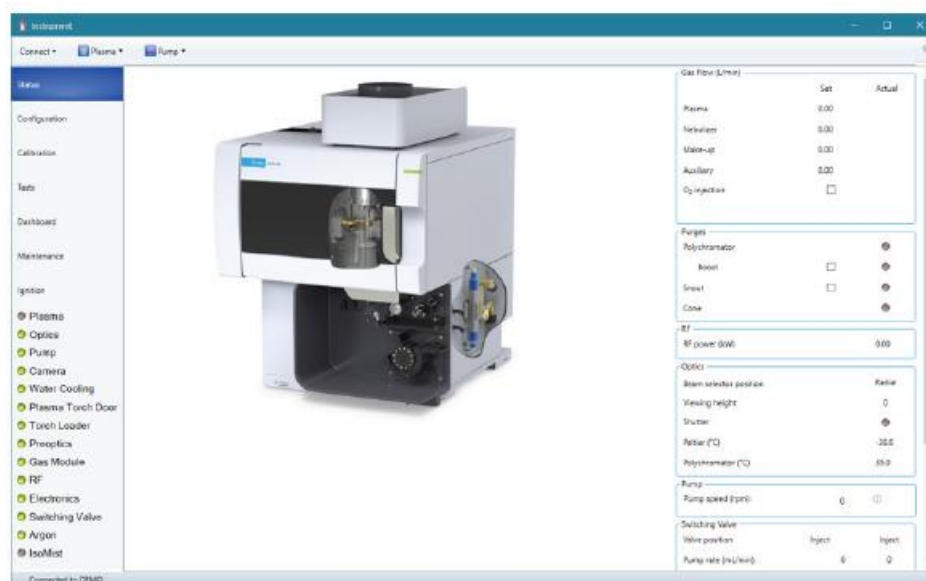 Instrument
Connect
Plasma
Pump
Status
Configuration
Calibration
Tests
Dashboard
Maintenance
Ignition
Plasma
Optics
Pump
Camera
Water Cooling
Plasma Torch Door
Torch Loader
Preoptics
Gas Module
RF
Electronics
Switching Valve
Argon
IsoMist
Connected to DEMO
Gas Flow (L/min)
Set Actual
Plasma 0.00
Nebulizer 0.00
Make-up 0.00
Auxiliary 0.00
O₂ injection
Purges
Polychromator
Boost
Snout
Cone
RF
RF power (kW) 0.00
Optics
Beam selector position Radial
Viewing height 0
Shutter
Peltier (°C)
Polychromator (°C)
Pump
Pump speed (rpm): 0
Switching Valve
Valve position Inject Inject
Pump rate (mL/min): 0 0